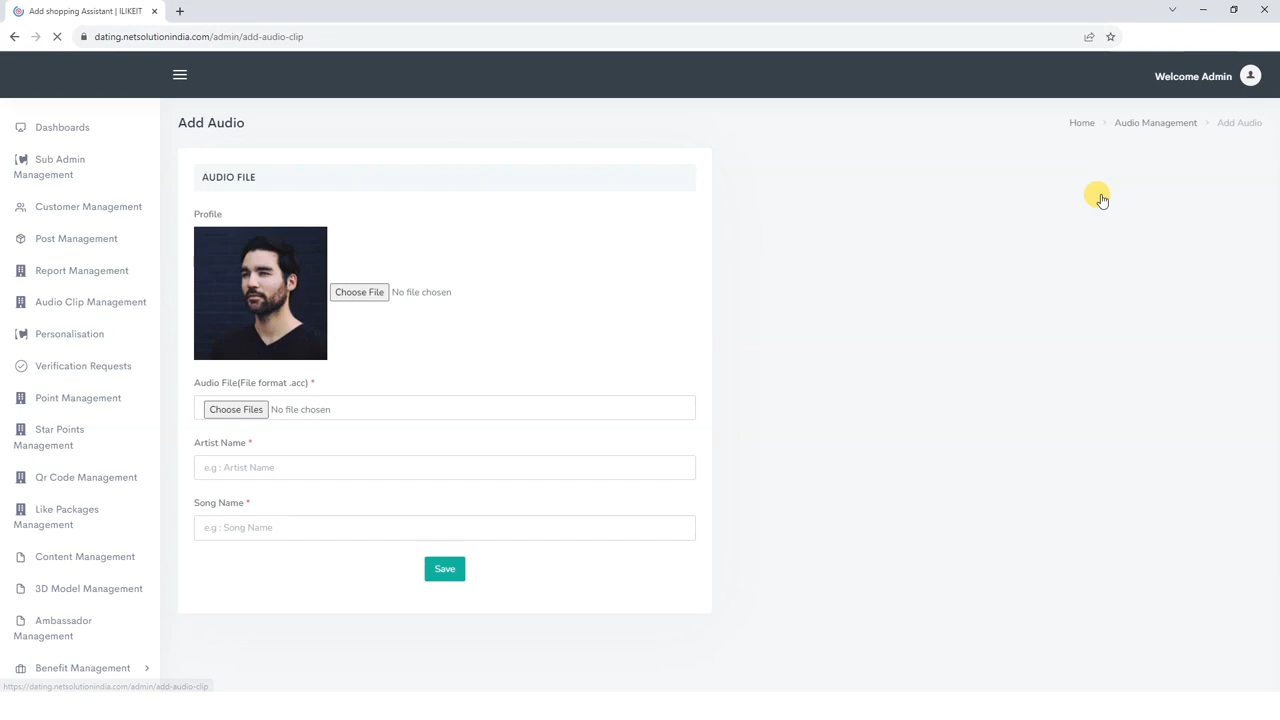 Add shopping Assistant | ILIKEIT
dating.netsolutionindia.com/admin/add-audio-clip
Welcome Admin
Dashboards
Sub Admin
Management
Customer Management
Post Management
Report Management
Audio Clip Management
Personalisation
Verification Requests
Point Management
Star Points
Management
Qr Code Management
Like Packages
Management
Content Management
3D Model Management
Ambassador
Management
Benefit Management
Add Audio
Home > Audio Management > Add Audio
AUDIO FILE
Profile
Choose File No file chosen
Audio File(File format .acc) *
Choose Files No file chosen
Artist Name *
e.g : Artist Name
Song Name *
e.g : Song Name
Save
https://dating.netsolutionindia.com/admin/add-audio-clip